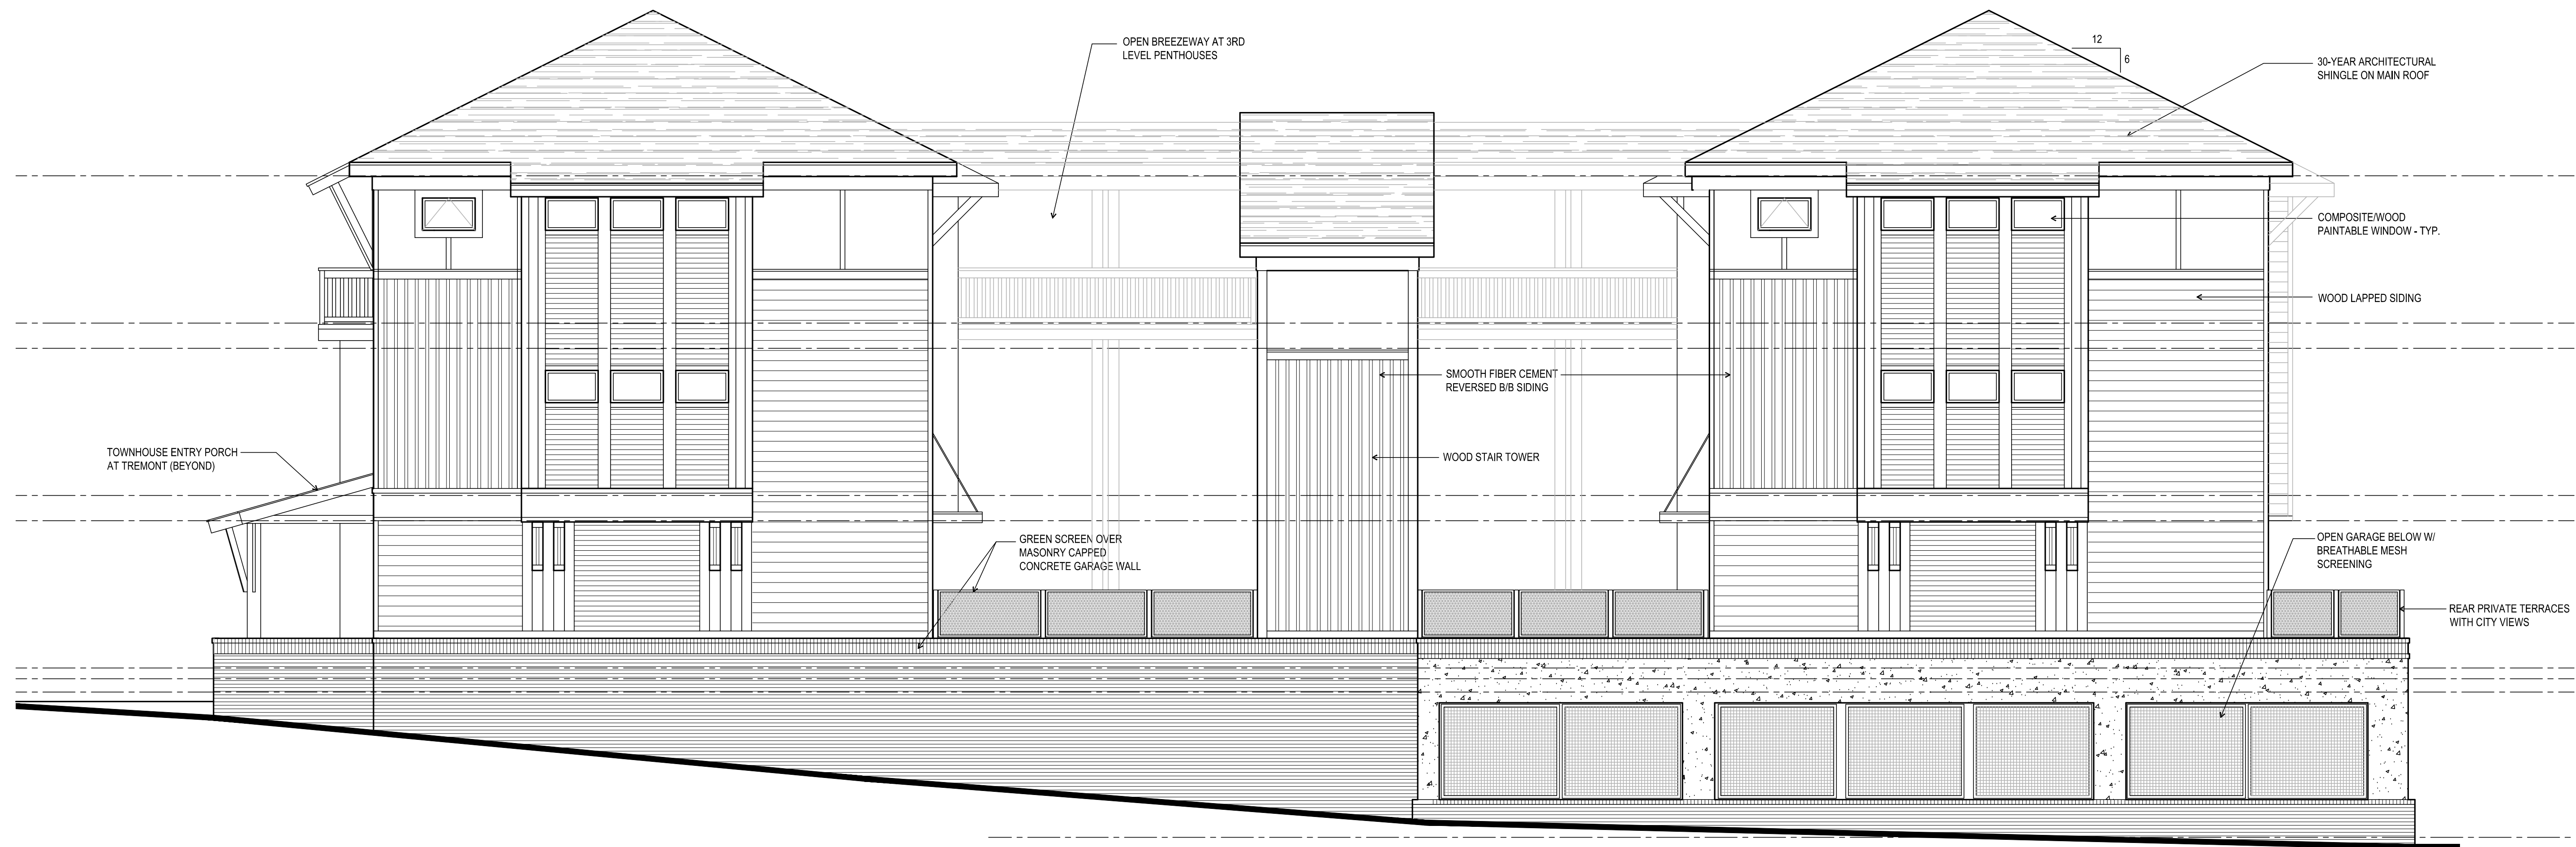 OPEN BREEZEWAY AT 3RD
LEVEL PENTHOUSES
12
6
30-YEAR ARCHITECTURAL
SHINGLE ON MAIN ROOF
COMPOSITE/WOOD
PAINTABLE WINDOW - TYP.
WOOD LAPPED SIDING
SMOOTH FIBER CEMENT
REVERSED B/B SIDING
TOWNHOUSE ENTRY PORCH
AT TREMONT (BEYOND)
WOOD STAIR TOWER
GREEN SCREEN OVER
MASONRY CAPPED
CONCRETE GARAGE WALL
OPEN GARAGE BELOW W/
BREATHABLE MESH
SCREENING
REAR PRIVATE TERRACES
WITH CITY VIEWS